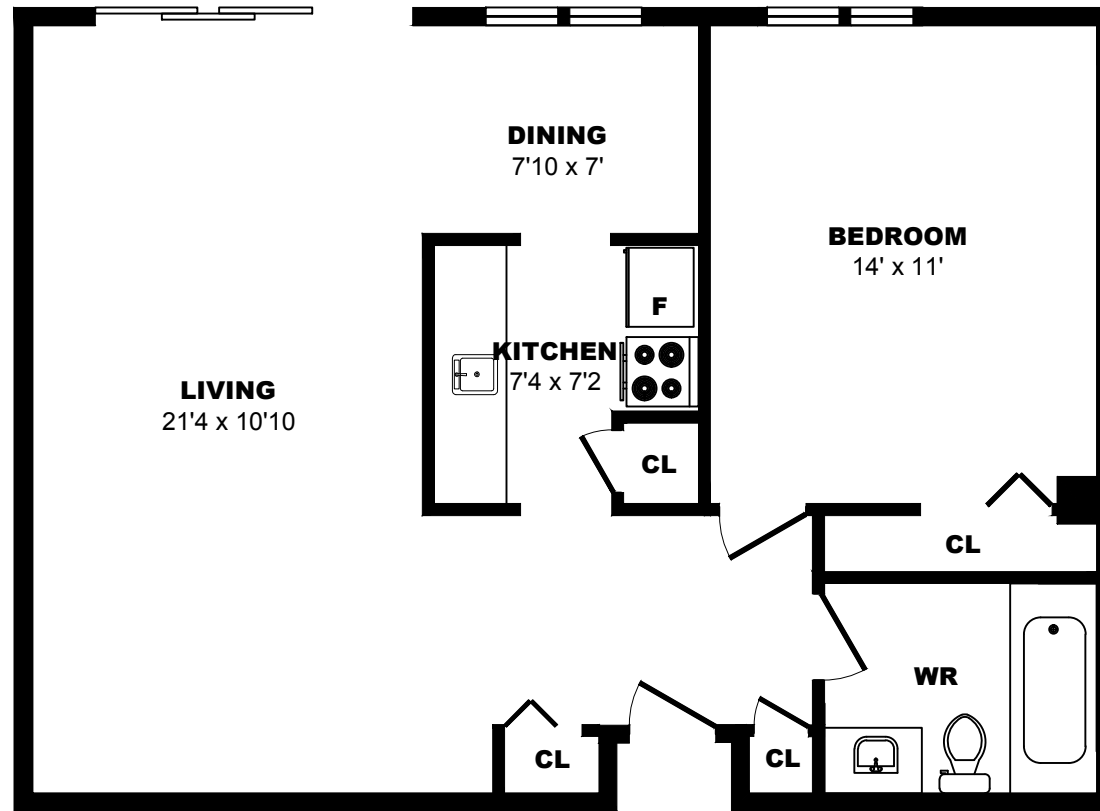 DINING
7'10 x 7'
BEDROOM
14' x 11'
F
KITCHEN
7'4 x 7'2
LIVING
21'4 x 10'10
CL
CL
WR
CL
CL